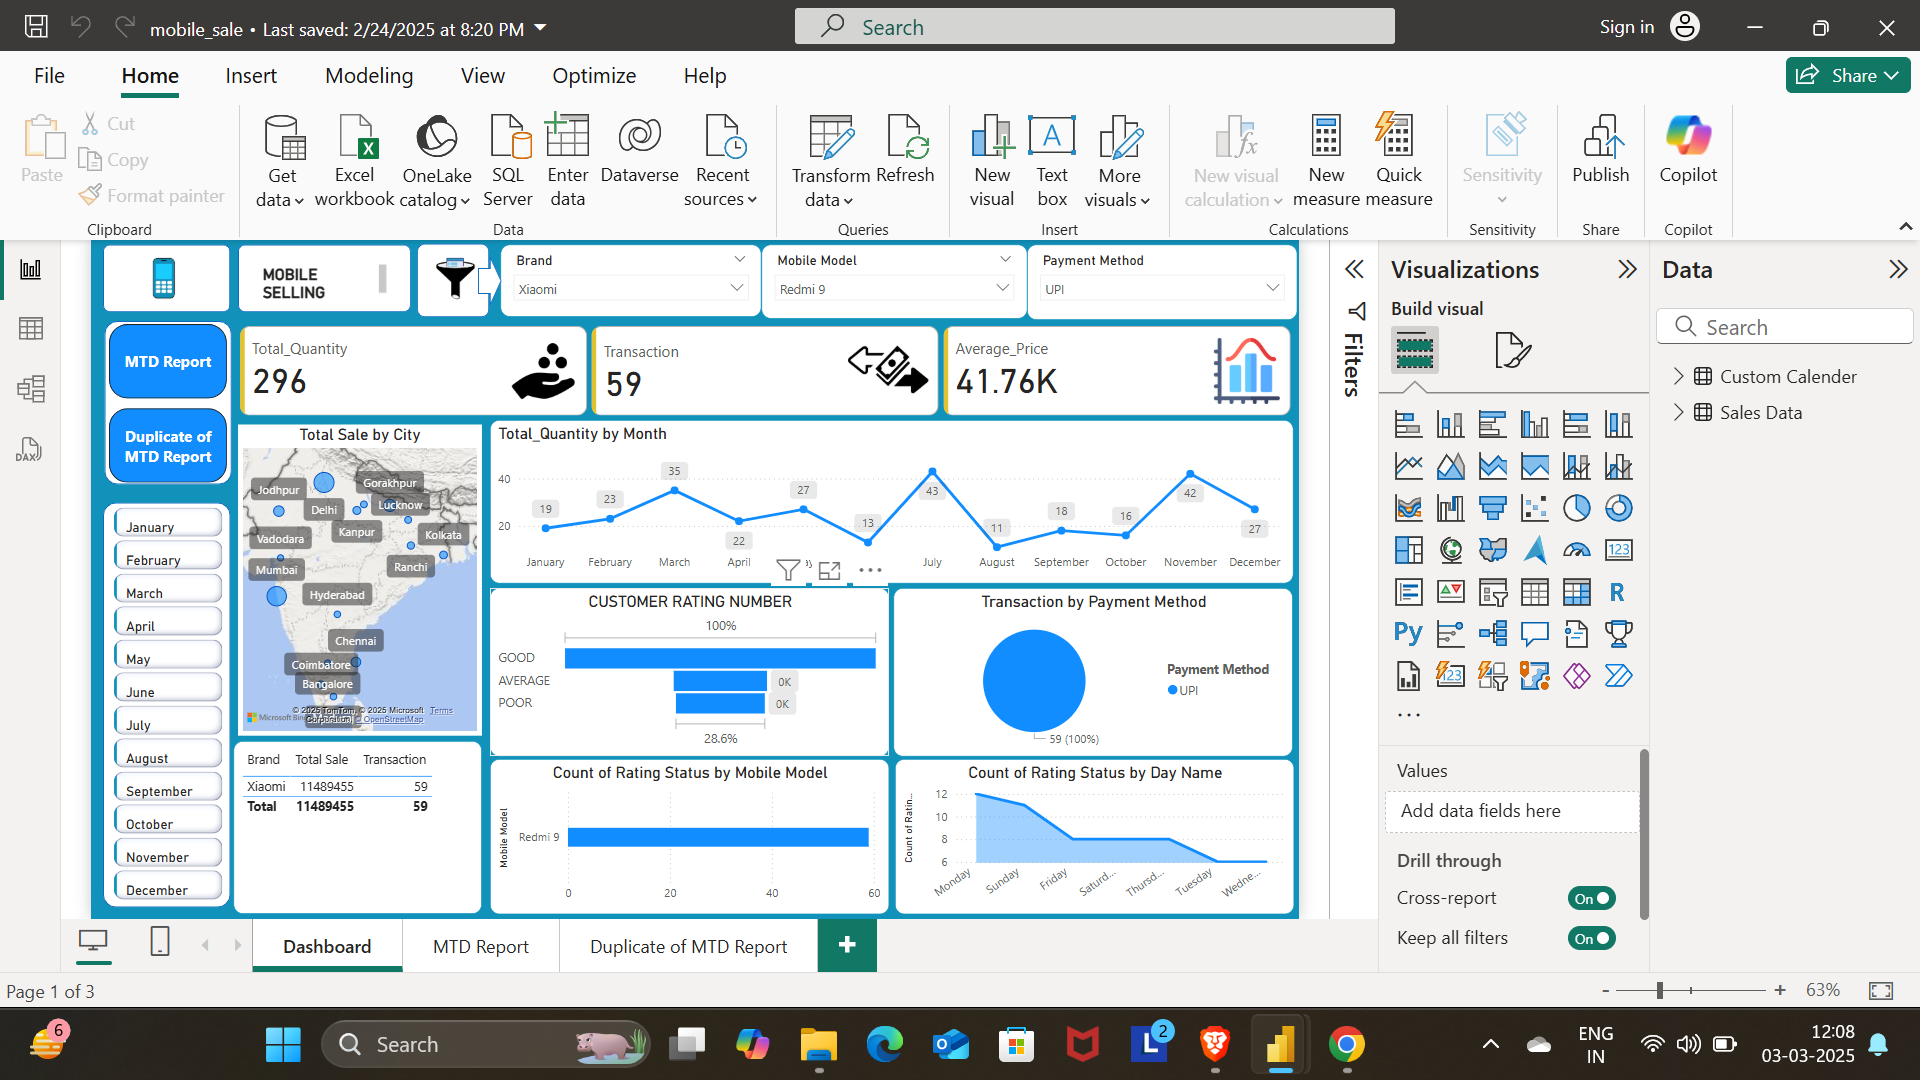 mobile_sale • Last saved: 2/24/2025 at 8:20 PM
Search
Sign in
File
Home
Insert
Modeling
View
Optimize
Help
Share
Paste
Cut
Copy
Format painter
Clipboard
Get data
Excel workbook
OneLake catalog
SQL Server
Enter data
Dataverse
Recent sources
Data
Transform data
Refresh
Queries
New visual
Text box
More visuals
Insert
New visual calculation
New measure
Quick measure
Calculations
Sensitivity
Sensitivity
Publish
Share
Copilot
Copilot
MOBILE
SELLING
Brand
Xiaomi
Mobile Model
Redmi 9
Payment Method
UPI
MTD Report
Duplicate of
MTD Report
Total_Quantity
296
Transaction
59
Average_Price
41.76K
January
February
March
April
May
June
July
August
September
October
November
December
Total Sale by City
Jodhpur
Gorakhpur
Delhi
Lucknow
Vadodara
Kanpur
Kolkata
Mumbai
Ranchi
Hyderabad
Chennai
Coimbatore
Bangalore
© 2025 TomTom, © 2025 Microsoft Corporation, © OpenStreetMap Terms
Total_Quantity by Month
40
20
19
23
35
22
27
13
43
11
18
16
42
27
January
February
March
April
July
August
September
October
November
December
CUSTOMER RATING NUMBER
100%
GOOD
AVERAGE
0K
POOR
0K
28.6%
Transaction by Payment Method
Payment Method
UPI
59 (100%)
Brand Total Sale Transaction
Xiaomi 11489455 59
Total 11489455 59
Count of Rating Status by Mobile Model
Mobile Model
Redmi 9
0 20 40 60
Count of Rating Status by Day Name
Count of Ratin...
12
10
8
6
Monday
Sunday
Friday
Saturd...
Thursd...
Tuesday
Wedne...
Filters
Visualizations
Build visual
Values
Add data fields here
Drill through
Cross-report
On
Keep all filters
On
Data
Search
Custom Calender
Sales Data
Dashboard
MTD Report
Duplicate of MTD Report
Page 1 of 3
63%
6
Search
2
ENG
IN
12:08
03-03-2025